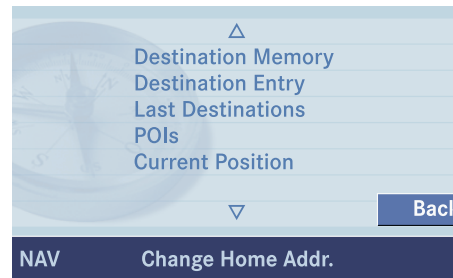 Destination Memory
Destination Entry
Last Destinations
POIs
Current Position
Bacl
NAV Change Home Addr.